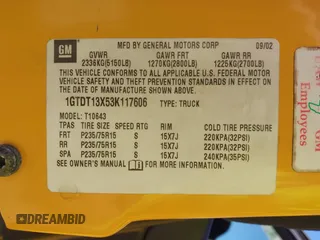 GM
MFD BY GENERAL MOTORS CORP 09/02
GVWR GAWR FRT GAWR RR
2336KG(5150LB) 1270KG(2800LB) 1225KG(2700LB)
THIS VEHICLE CONFORMS TO ALL APPLICABLE U.S. FEDERAL
MOTOR VEHICLE SAFETY AND THEFT PREVENTION STANDARDS
IN EFFECT ON THE DATE OF MANUFACTURE SHOWN ABOVE.
1GTDT13X53K117606 TYPE: TRUCK
MODEL: T10643
TPAS TIRE SIZE SPEED RTG RIM COLD TIRE PRESSURE
FRT P235/75R15 S 15X7J 220KPA(32PSI)
RR P235/75R15 S 15X7J 220KPA(32PSI)
SPA P235/75R15 S 15X7J 240KPA(35PSI)
SEE OWNER'S MANUAL FOR MORE INFORMATION.
Inspected by
Employees
DREAMBID